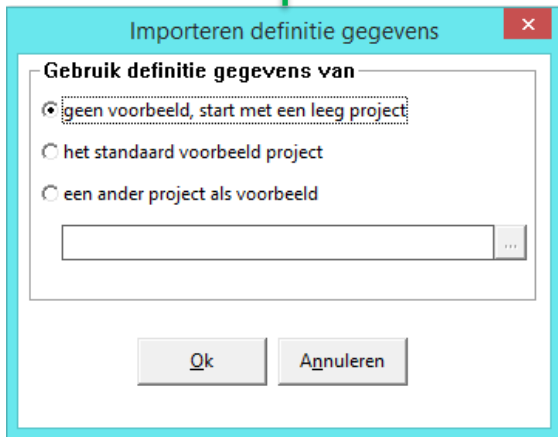 Importeren definitie gegevens
Gebruik definitie gegevens van
geen voorbeeld, start met een leeg project
het standaard voorbeeld project
een ander project als voorbeeld
...
Ok Annuleren